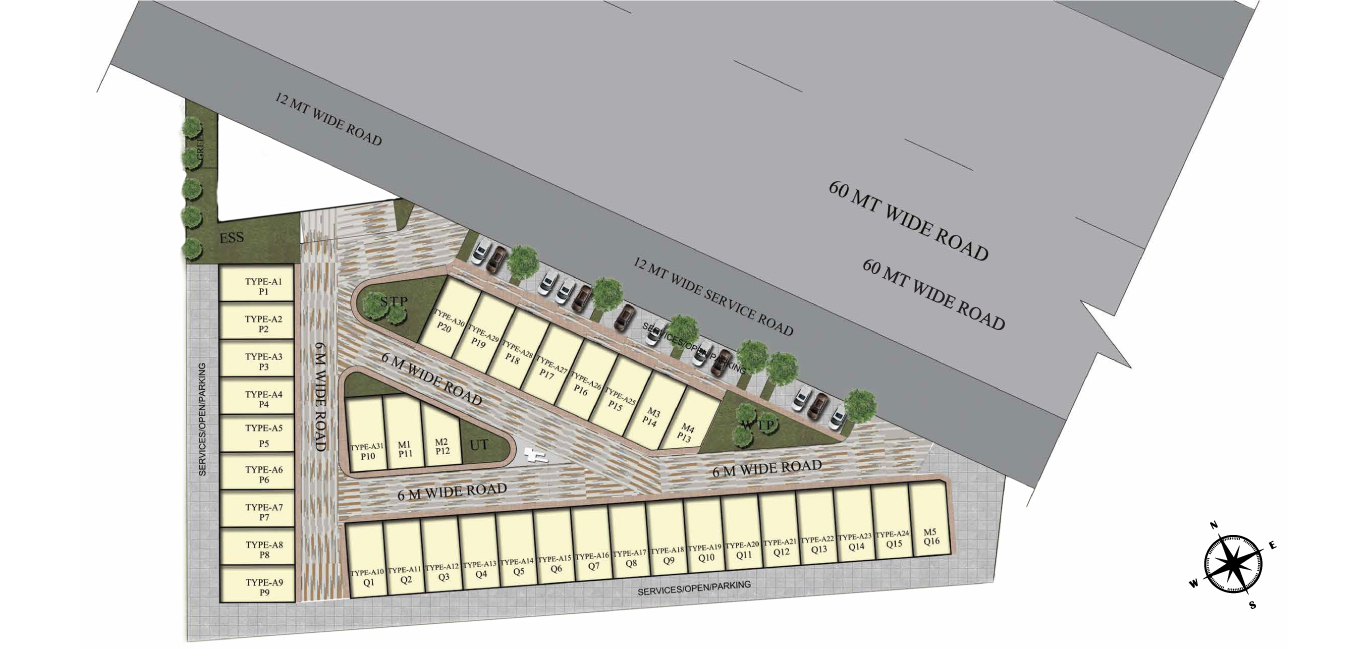 12 MT WIDE ROAD
60 MT WIDE ROAD
60 MT WIDE ROAD
12 MT WIDE SERVICE ROAD
SERVICES/OPEN/PARKING
GREEN
ESS
STP
WTP
UT
6 M WIDE ROAD
6 M WIDE ROAD
6 M WIDE ROAD
6 M WIDE ROAD
SERVICES/OPEN/PARKING
TYPE-A1
P1
TYPE-A2
P2
TYPE-A3
P3
TYPE-A4
P4
TYPE-A5
P5
TYPE-A6
P6
TYPE-A7
P7
TYPE-A8
P8
TYPE-A9
P9
TYPE-A30
P20
TYPE-A29
P19
TYPE-A28
P18
TYPE-A27
P17
TYPE-A26
P16
TYPE-A25
P15
M3
P14
M4
P13
TYPE-A31
P10
M1
P11
M2
P12
TYPE-A10
Q1
TYPE-A11
Q2
TYPE-A12
Q3
TYPE-A13
Q4
TYPE-A14
Q5
TYPE-A15
Q6
TYPE-A16
Q7
TYPE-A17
Q8
TYPE-A18
Q9
TYPE-A19
Q10
TYPE-A20
Q11
TYPE-A21
Q12
TYPE-A22
Q13
TYPE-A23
Q14
TYPE-A24
Q15
M5
Q16
SERVICES/OPEN/PARKING
N
E
W
S